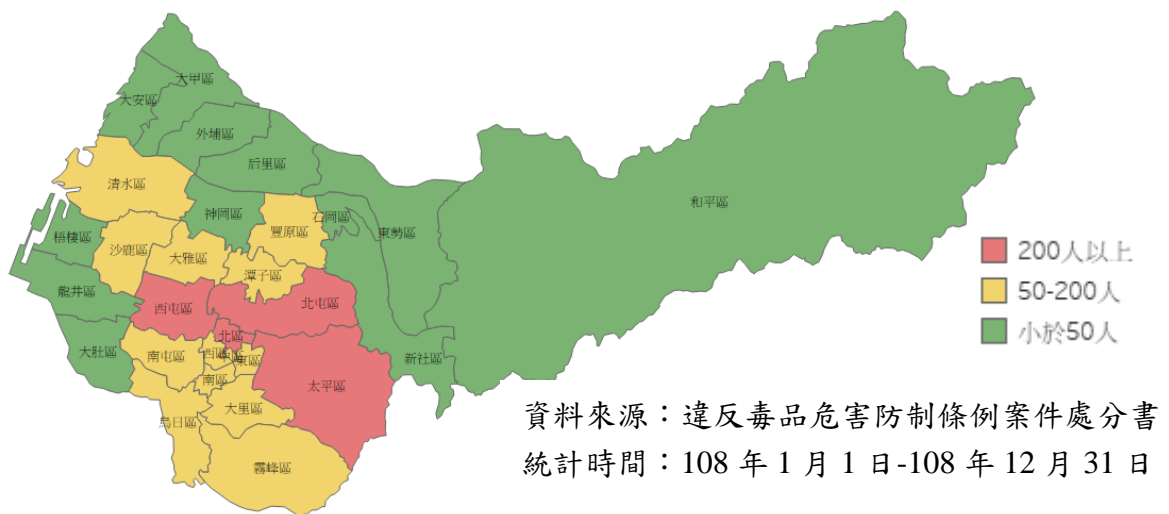 大甲區
大安區
外埔區
后里區
清水區
神岡區
豐原區
石岡區
東勢區
和平區
梧棲區
沙鹿區
大雅區
潭子區
龍井區
西屯區
北屯區
北區
大肚區
南屯區
西區
中區
東區
新社區
南區
太平區
烏日區
大里區
霧峰區
200人以上
50-200人
小於50人
資料來源：違反毒品危害防制條例案件處分書
統計時間：108 年 1 月 1 日-108 年 12 月 31 日